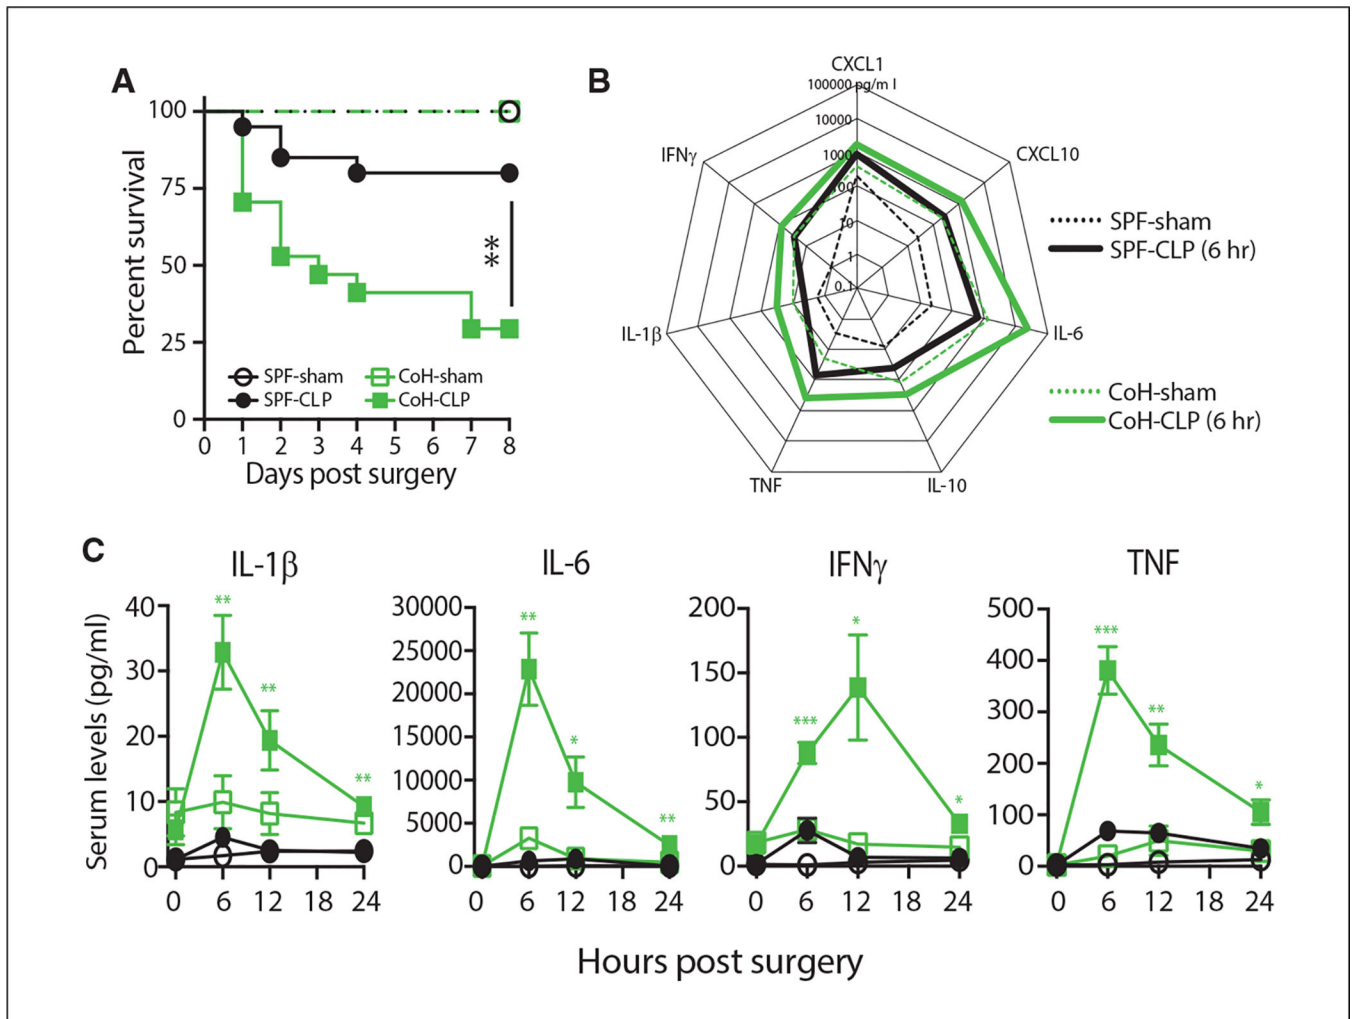 A
100
75
50
25
0
Percent survival
**
SPF-sham
CoH-sham
SPF-CLP
CoH-CLP
0 1 2 3 4 5 6 7 8
Days post surgery
B
CXCL1
100000 pg/ml
10000
1000
100
10
1
0.1
IFNγ
CXCL10
IL-1β
IL-6
TNF
IL-10
SPF-sham
SPF-CLP (6 hr)
CoH-sham
CoH-CLP (6 hr)
C
Serum levels (pg/ml)
IL-1β
40
30
20
10
0
**
**
**
0 6 12 18 24
IL-6
30000
25000
20000
15000
10000
5000
0
**
*
**
0 6 12 18 24
IFNγ
200
150
100
50
0
***
*
*
0 6 12 18 24
TNF
500
400
300
200
100
0
***
**
*
0 6 12 18 24
Hours post surgery